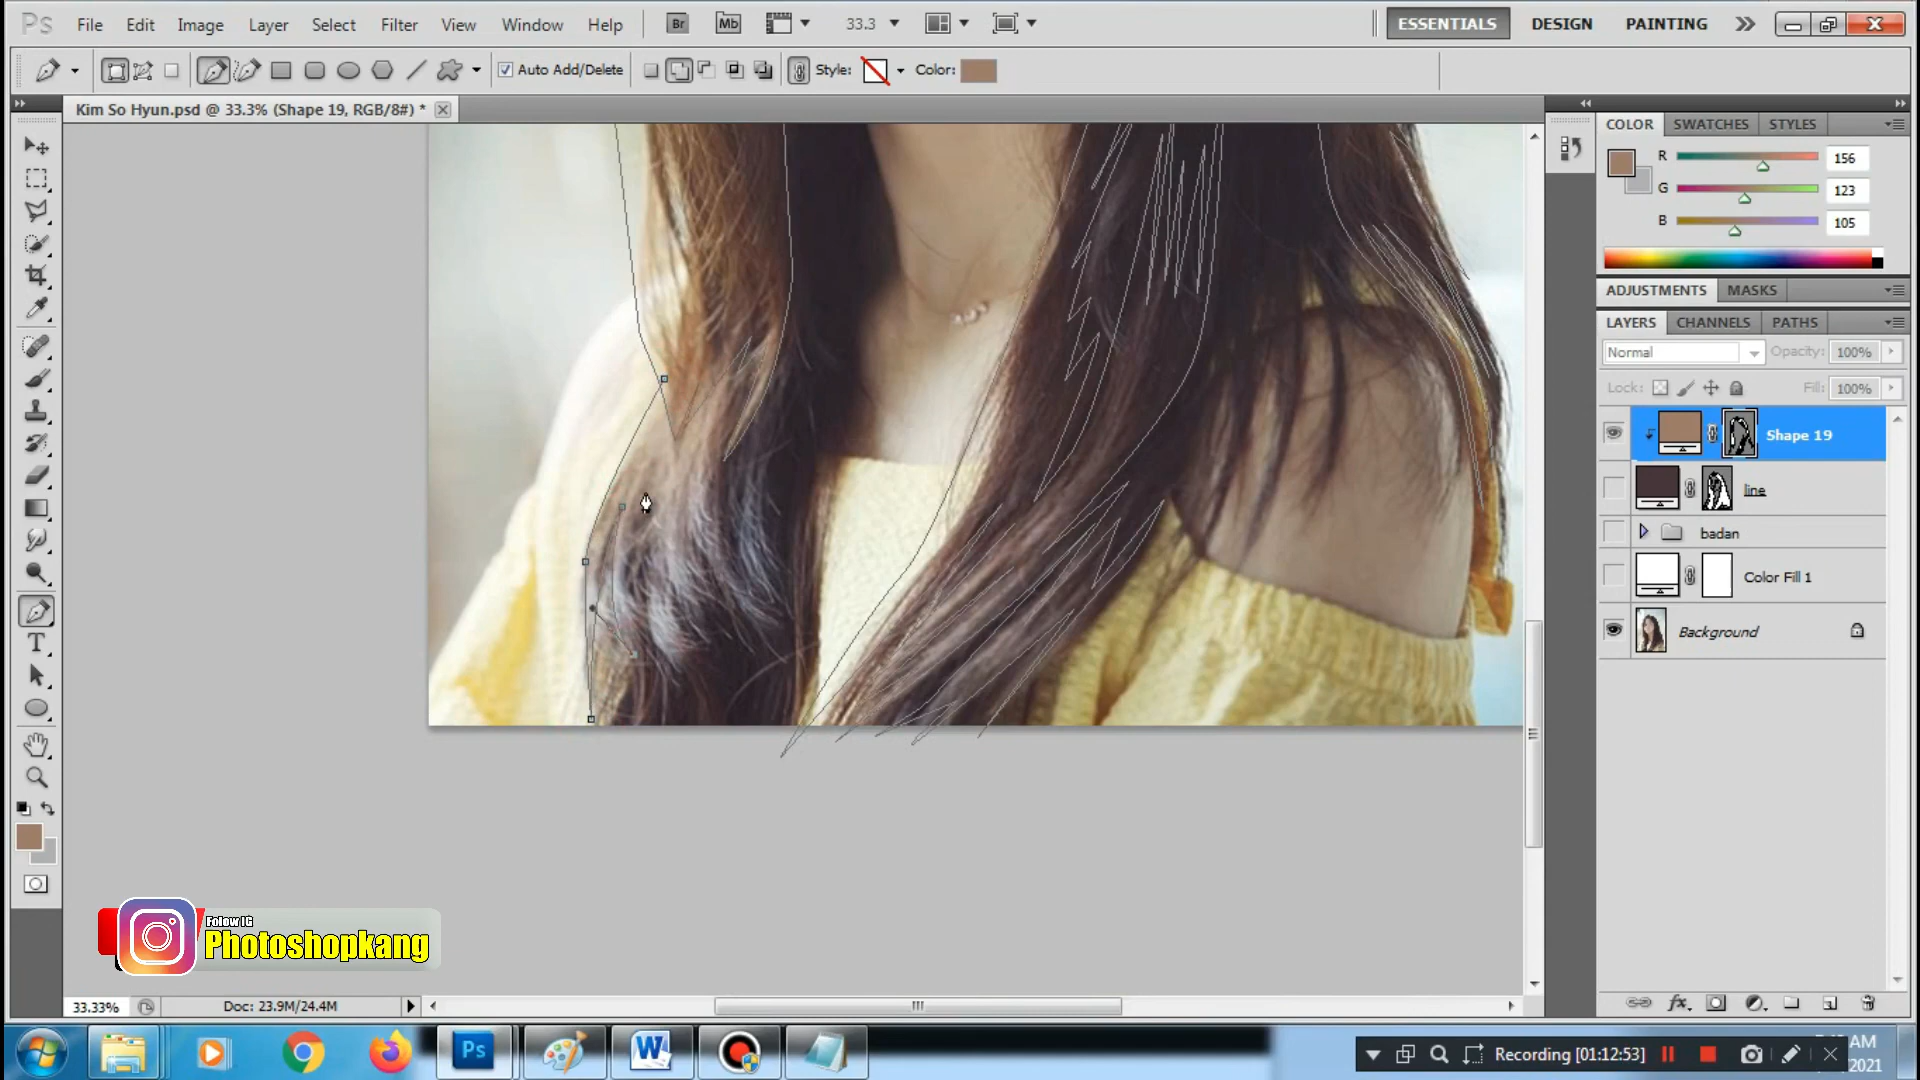 Ps File Edit Image Layer Select Filter View Window Help Br Mb 33.3 ESSENTIALS DESIGN PAINTING
Auto Add/Delete Style: Color:
Kim So Hyun.psd @ 33.3% (Shape 19, RGB/8#) *
COLOR SWATCHES STYLES
R 156
G 123
B 105
ADJUSTMENTS MASKS
LAYERS CHANNELS PATHS
Normal Opacity: 100%
Lock: Fill: 100%
Shape 19
line
badan
Color Fill 1
Background
Folow IG
Photoshopkang
33.33% Doc: 23.9M/24.4M
Ps W Recording [01:12:53] AM
2021